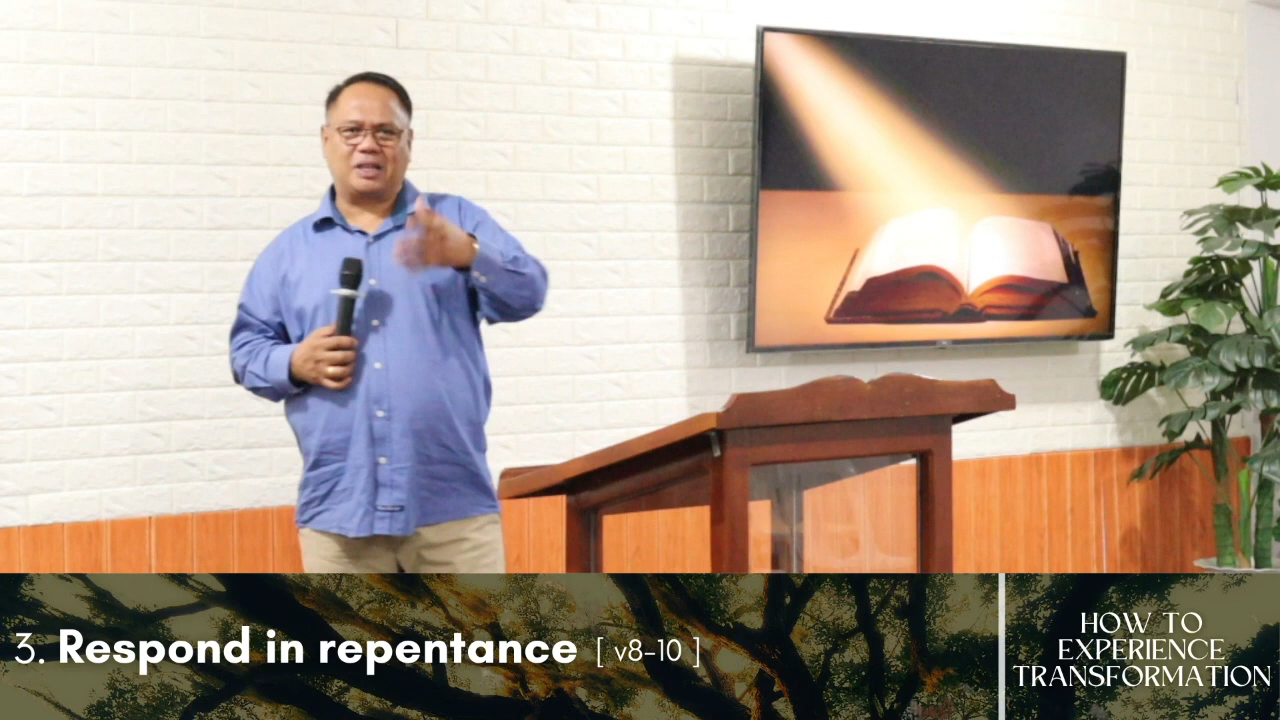 3. Respond in repentance [ v8-10 ]
HOW TO
EXPERIENCE
TRANSFORMATION